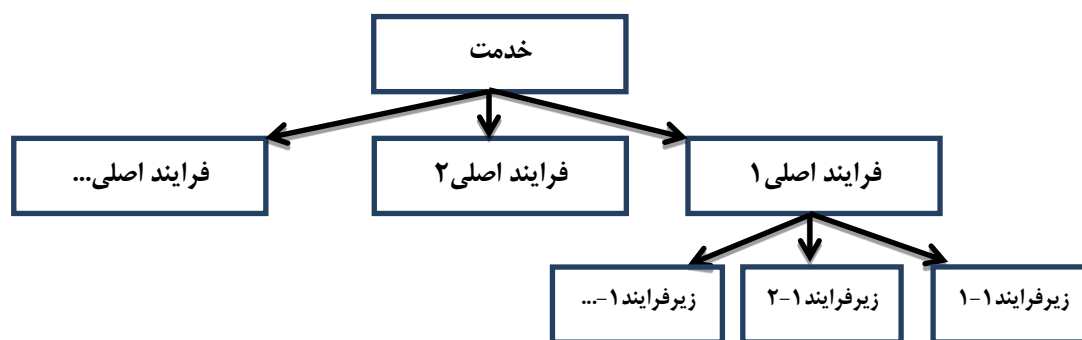 خدمت
فرایند اصلی۱
فرایند اصلی۲
فرایند اصلی...
زیرفرایند۱-۱
زیرفرایند۱-۲
زیرفرایند۱-...